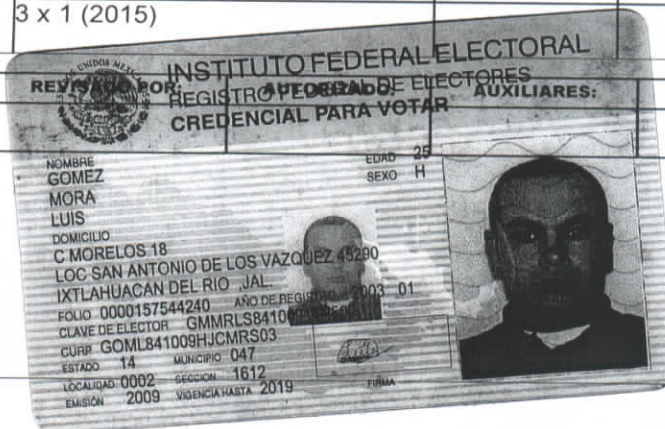 3 x 1 (2015)
ESTADOS UNIDOS MEXICANOS
INSTITUTO FEDERAL ELECTORAL
REGISTRO FEDERAL DE ELECTORES
CREDENCIAL PARA VOTAR
REVISADO POR:
AUXILIARES:
NOMBRE
GOMEZ
MORA
LUIS
EDAD 25
SEXO H
DOMICILIO
C MORELOS 18
LOC SAN ANTONIO DE LOS VAZQUEZ 45290
IXTLAHUACAN DEL RIO ,JAL.
FOLIO 0000157544240 AÑO DE REGISTRO 2003 01
CLAVE DE ELECTOR
CURP GOML841009HJCMRS03
ESTADO 14 MUNICIPIO 047
LOCALIDAD 0002 SECCION 1612
EMISIÓN 2009 VIGENCIA HASTA 2019
FIRMA